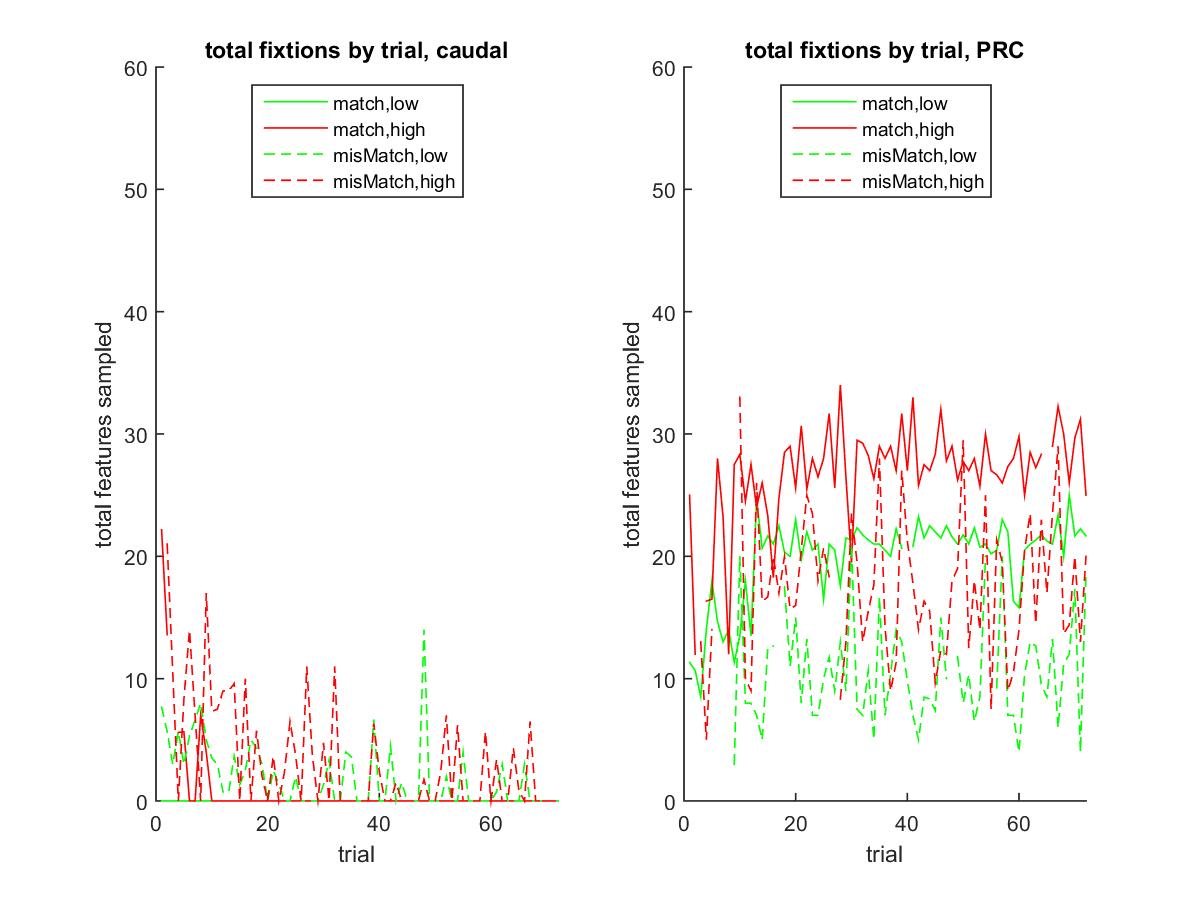 total fixtions by trial, caudal
60
50
40
30
20
10
0
total features sampled
match,low
match,high
misMatch,low
misMatch,high
0 20 40 60
trial
total fixtions by trial, PRC
60
50
40
30
20
10
0
total features sampled
match,low
match,high
misMatch,low
misMatch,high
0 20 40 60
trial